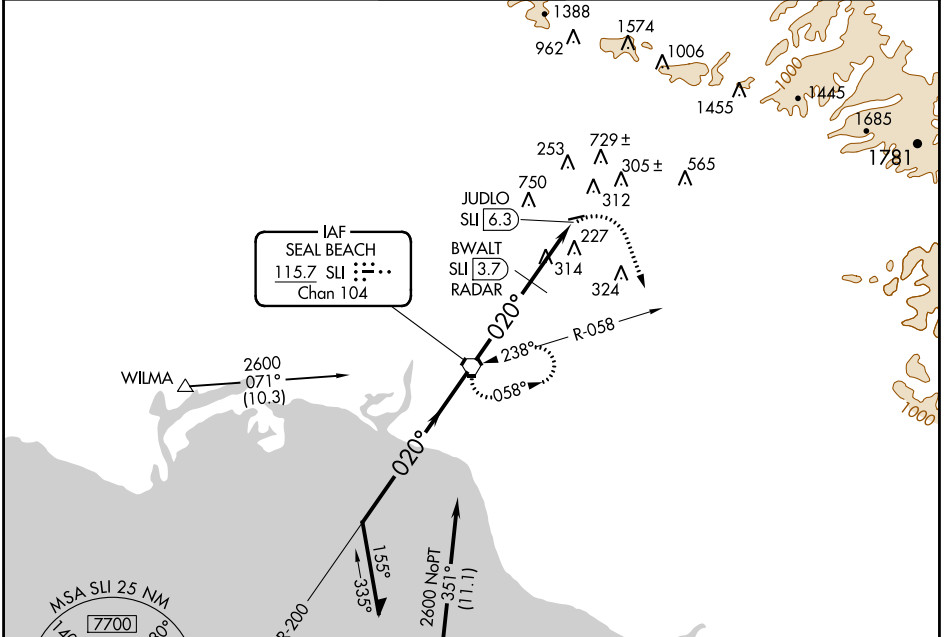 1388
1574
962
1006
1000
1455
1445
1685
1781
253
729 ±
305 ±
565
750
312
JUDLO
SLI 6.3
227
BWALT
SLI 3.7
RADAR
314
324
IAF
SEAL BEACH
115.7 SLI
Chan 104
020°
R-058
238°
058°
WILMA
2600
071°
(10.3)
1000
020°
155°
335°
2600 NoPT
351°
(11.1)
R-200
MSA SLI 25 NM
7700